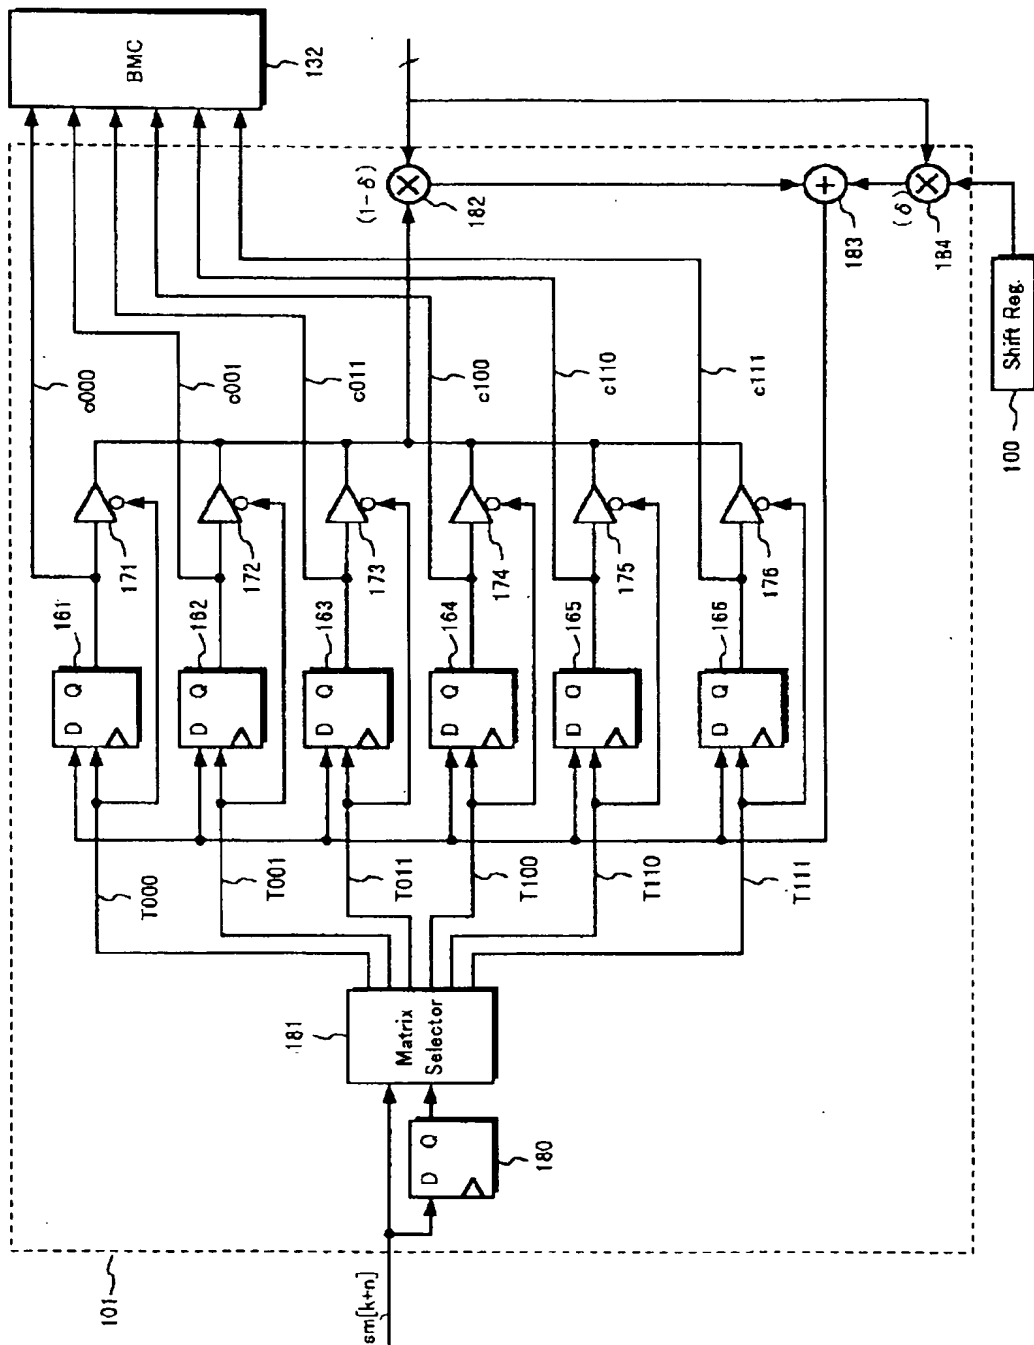 BMC
132
(1-δ)
182
183
(δ)
184
Shift Reg.
100
c000
c001
c011
c100
c110
c111
171
172
173
174
175
176
161
D Q
162
D Q
163
D Q
164
D Q
165
D Q
166
D Q
T000
T001
T011
T100
T110
T111
181
Matrix
Selector
D Q
180
101
sm[k+n]